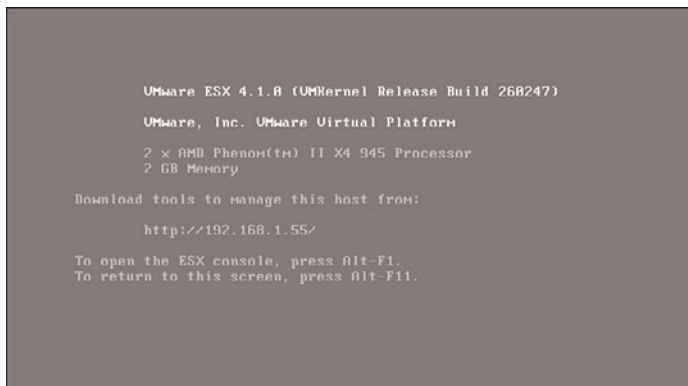 VMware ESX 4.1.0 (VMKernel Release Build 260247)
VMware, Inc. VMware Virtual Platform
2 x AMD Phenom(tm) II X4 945 Processor
2 GB Memory
Download tools to manage this host from:
http://192.168.1.55/
To open the ESX console, press Alt-F1.
To return to this screen, press Alt-F11.